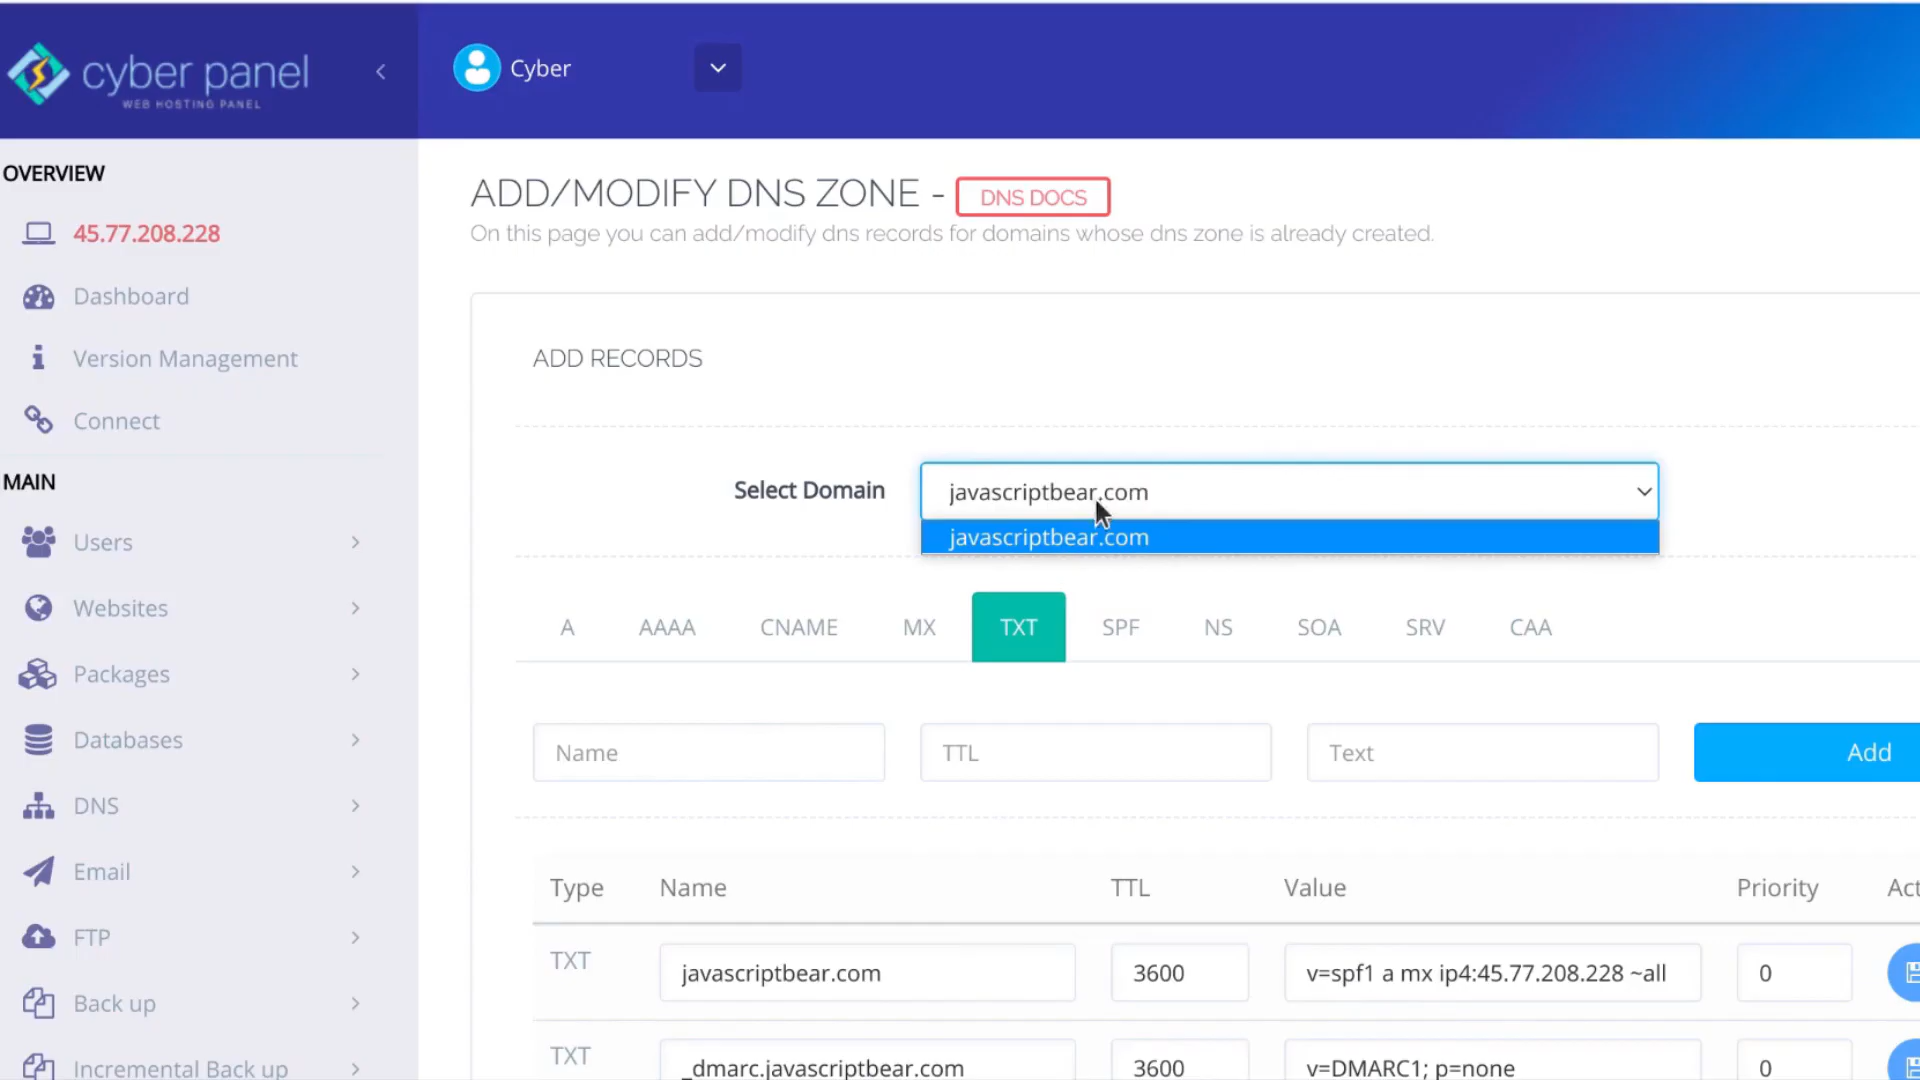 cyber panel
WEB HOSTING PANEL
Cyber
OVERVIEW
45.77.208.228
Dashboard
Version Management
Connect
MAIN
Users
Websites
Packages
Databases
DNS
Email
FTP
Back up
Incremental Back up
ADD/MODIFY DNS ZONE - DNS DOCS
On this page you can add/modify dns records for domains whose dns zone is already created.
ADD RECORDS
Select Domain javascriptbear.com
javascriptbear.com
A AAAA CNAME MX TXT SPF NS SOA SRV CAA
Name TTL Text Add
Type Name TTL Value Priority Act
TXT javascriptbear.com 3600 v=spf1 a mx ip4:45.77.208.228 ~all 0
TXT _dmarc.javascriptbear.com 3600 v=DMARC1; p=none 0